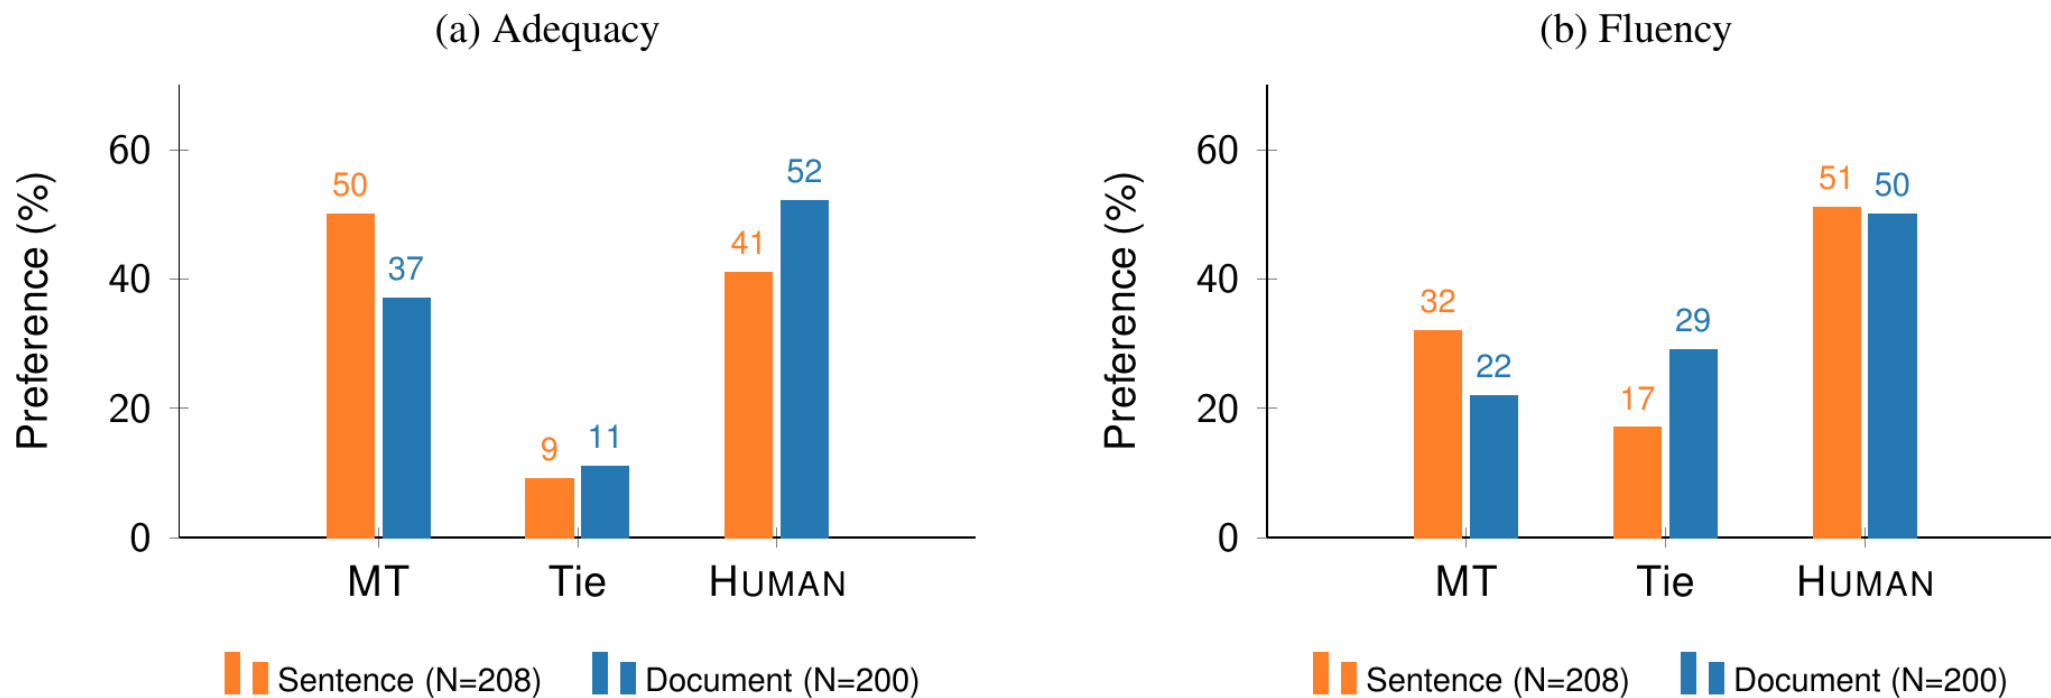 (a) Adequacy
Preference (%)
60
40
20
0
50
37
9
11
41
52
MT
Tie
HUMAN
Sentence (N=208)
Document (N=200)
(b) Fluency
Preference (%)
60
40
20
0
32
22
17
29
51
50
MT
Tie
HUMAN
Sentence (N=208)
Document (N=200)